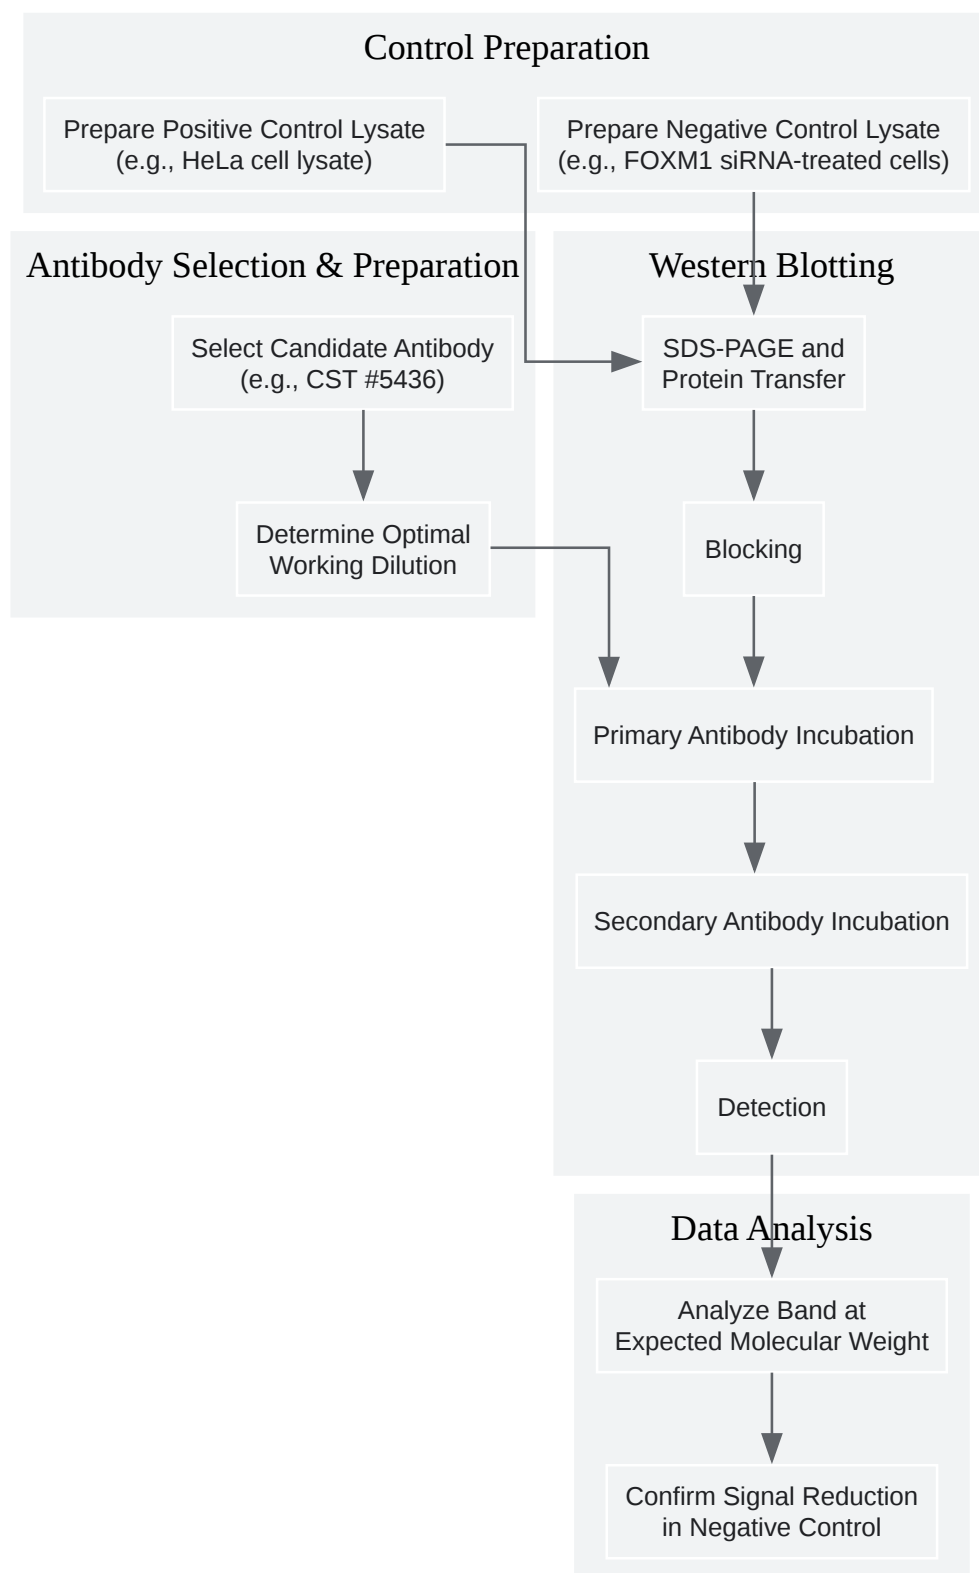 Control Preparation
Prepare Positive Control Lysate
(e.g., HeLa cell lysate)
Prepare Negative Control Lysate
(e.g., FOXM1 siRNA-treated cells)
Antibody Selection & Preparation
Select Candidate Antibody
(e.g., CST #5436)
Determine Optimal
Working Dilution
Western Blotting
SDS-PAGE and
Protein Transfer
Blocking
Primary Antibody Incubation
Secondary Antibody Incubation
Detection
Data Analysis
Analyze Band at
Expected Molecular Weight
Confirm Signal Reduction
in Negative Control